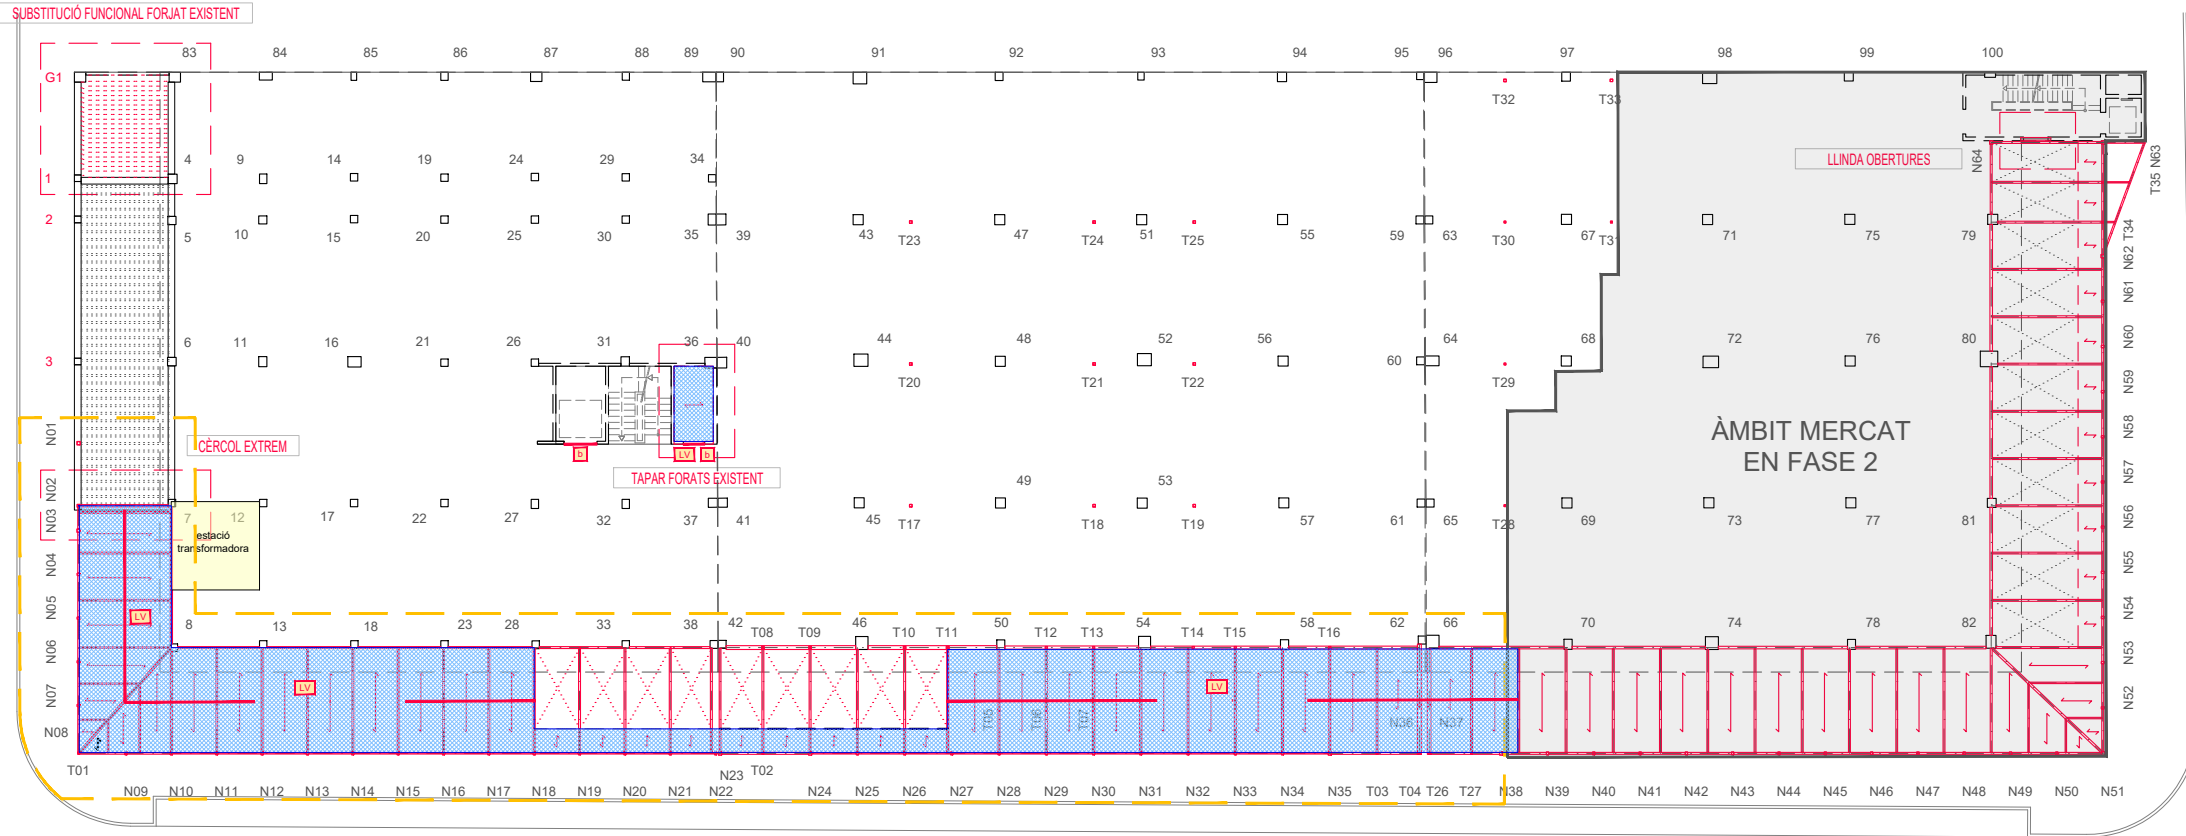 SUBSTITUCIÓ FUNCIONAL FORJAT EXISTENT
83 84 85 86 87 88 89 90 91 92 93 94 95 96 97 98 99 100
G1
T32 T33
4 9 14 19 24 29 34
LLINDA OBERTURES
N64
T35 N63
1
2
5 10 15 20 25 30 35 39 43 T23 47 T24 51 T25 55 59 63 T30 67 T31 71 75 79
T34
N62
N61
N60
N59
N58
N57
N56
N55
N54
N53
N52
3
6 11 16 21 26 31 36 40 44 48 52 56 60 64 68 72 76 80
T20 T21 T22 T29
N01
CÈRCOL EXTREM
b LV b
TAPAR FORATS EXISTENT
ÀMBIT MERCAT
EN FASE 2
N02
N03
N04
N05
N06
N07
N08
7 12 17 22 27 32 37 41 45 T17 49 T18 53 T19 57 61 65 T28 69 73 77 81
estació
transformadora
LV
8 13 18 23 28 33 38 42 T08 T09 46 T10 T11 50 T12 T13 54 T14 T15 58 T16 62 66 70 74 78 82
LV
LV
T05 T06 T07 N36 N37
T01
N23 T02
N09 N10 N11 N12 N13 N14 N15 N16 N17 N18 N19 N20 N21 N22 N24 N25 N26 N27 N28 N29 N30 N31 N32 N33 N34 N35 T03 T04 T26 T27 N38 N39 N40 N41 N42 N43 N44 N45 N46 N47 N48 N49 N50 N51